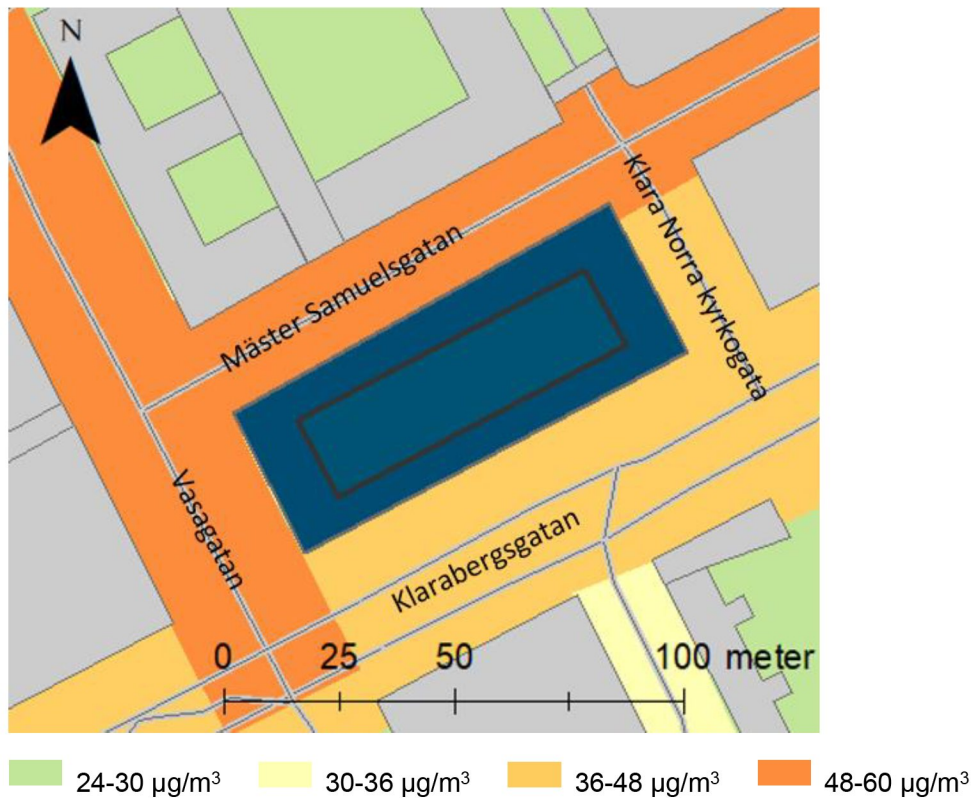 N
Mäster Samuelsgatan
Klara Norra kyrkogata
Vasagatan
Klarabergsgatan
0 25 50 100 meter
24-30 µg/m³ 30-36 µg/m³ 36-48 µg/m³ 48-60 µg/m³